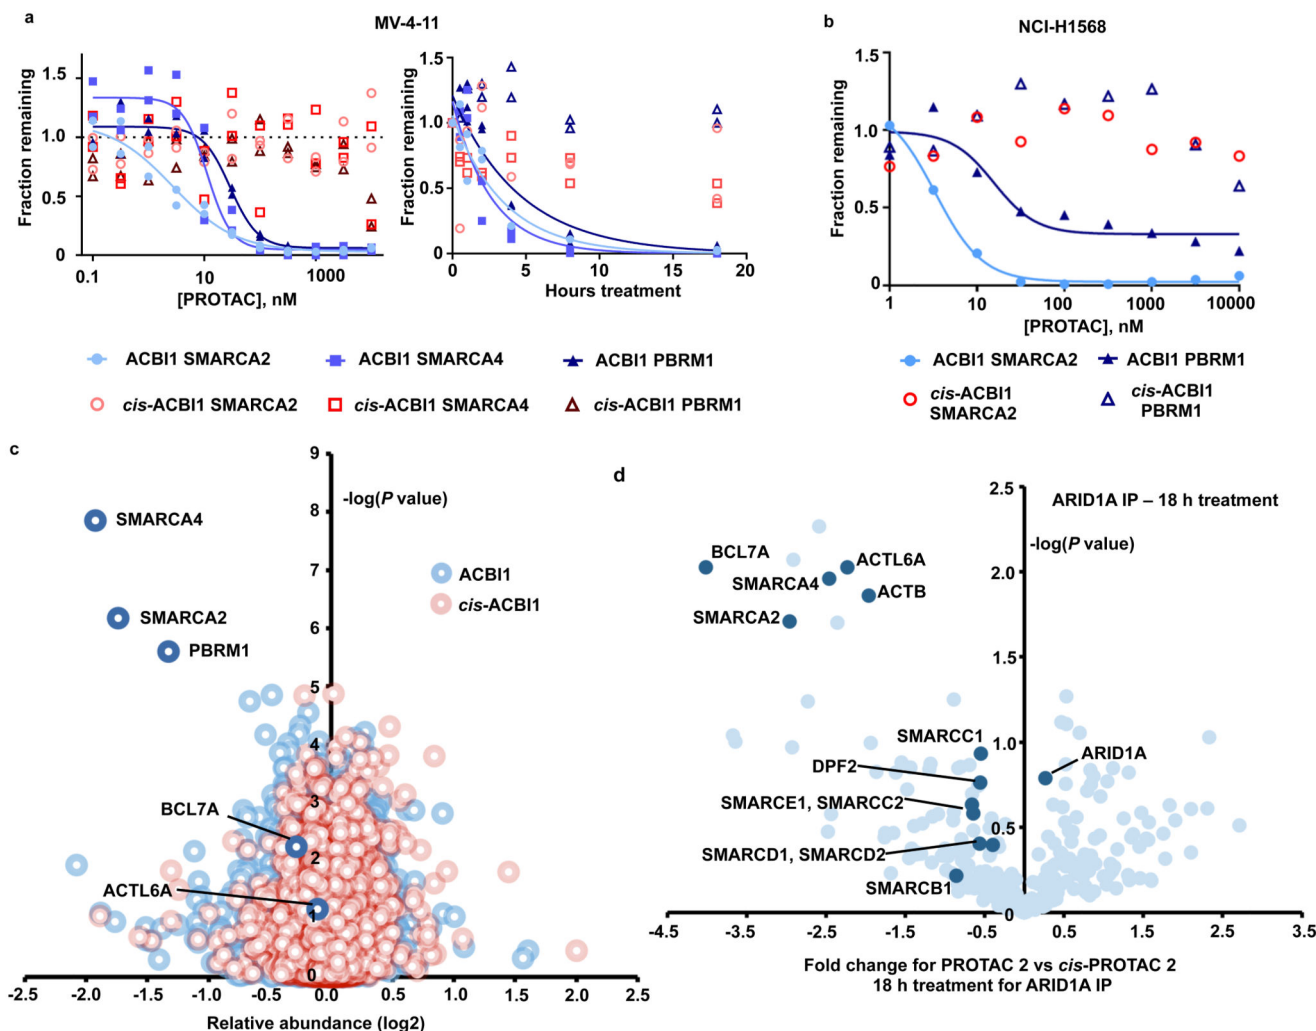 a
MV-4-11
Fraction remaining
1.5
1.0
0.5
0
0.1
10
1000
[PROTAC], nM
Fraction remaining
1.5
1.0
0.5
0
0
5
10
15
20
Hours treatment
ACBI1 SMARCA2
ACBI1 SMARCA4
ACBI1 PBRM1
cis-ACBI1 SMARCA2
cis-ACBI1 SMARCA4
cis-ACBI1 PBRM1
b
NCI-H1568
Fraction remaining
1.5
1.0
0.5
0
1
10
100
1000
10000
[PROTAC], nM
ACBI1 SMARCA2
ACBI1 PBRM1
cis-ACBI1
SMARCA2
cis-ACBI1
PBRM1
c
9
8
7
6
5
4
3
2
1
0
-log(P value)
SMARCA4
SMARCA2
PBRM1
ACBI1
cis-ACBI1
BCL7A
ACTL6A
-2.5
-2.0
-1.5
-1.0
-0.5
0.0
0.5
1.0
1.5
2.0
2.5
Relative abundance (log2)
d
2.5
2.0
1.5
1.0
0.5
0
ARID1A IP – 18 h treatment
-log(P value)
BCL7A
ACTL6A
SMARCA4
ACTB
SMARCA2
SMARCC1
ARID1A
DPF2
SMARCE1, SMARCC2
SMARCD1, SMARCD2
SMARCB1
-4.5
-3.5
-2.5
-1.5
-0.5
0.5
1.5
2.5
3.5
Fold change for PROTAC 2 vs cis-PROTAC 2
18 h treatment for ARID1A IP